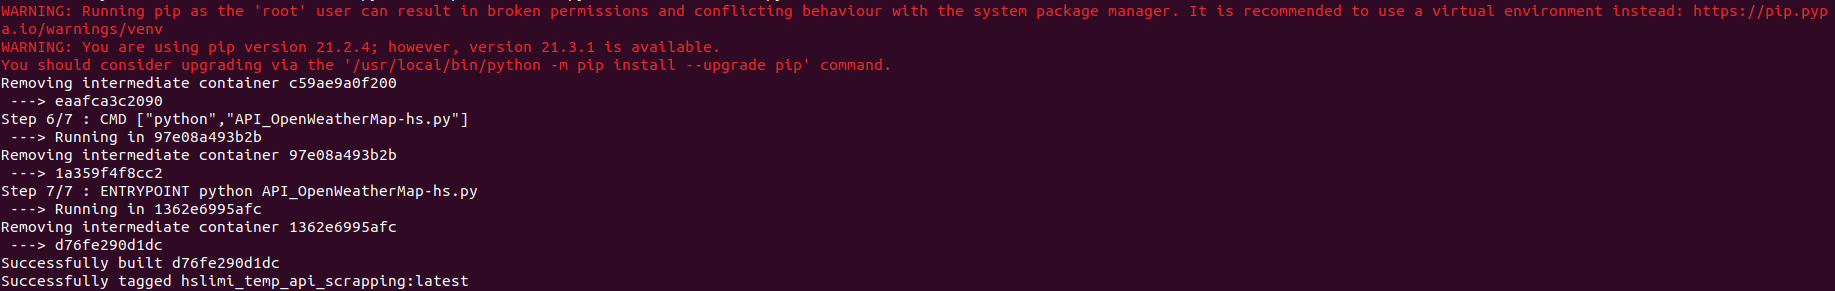 WARNING: Running pip as the 'root' user can result in broken permissions and conflicting behaviour with the system package manager. It is recommended to use a virtual environment instead: https://pip.pyp
a.io/warnings/venv
WARNING: You are using pip version 21.2.4; however, version 21.3.1 is available.
You should consider upgrading via the '/usr/local/bin/python -m pip install --upgrade pip' command.
Removing intermediate container c59ae9a0f200
 ---> eaafca3c2090
Step 6/7 : CMD ["python","API_OpenWeatherMap-hs.py"]
 ---> Running in 97e08a493b2b
Removing intermediate container 97e08a493b2b
 ---> 1a359f4f8cc2
Step 7/7 : ENTRYPOINT python API_OpenWeatherMap-hs.py
 ---> Running in 1362e6995afc
Removing intermediate container 1362e6995afc
 ---> d76fe290d1dc
Successfully built d76fe290d1dc
Successfully tagged hslimi_temp_api_scrapping:latest